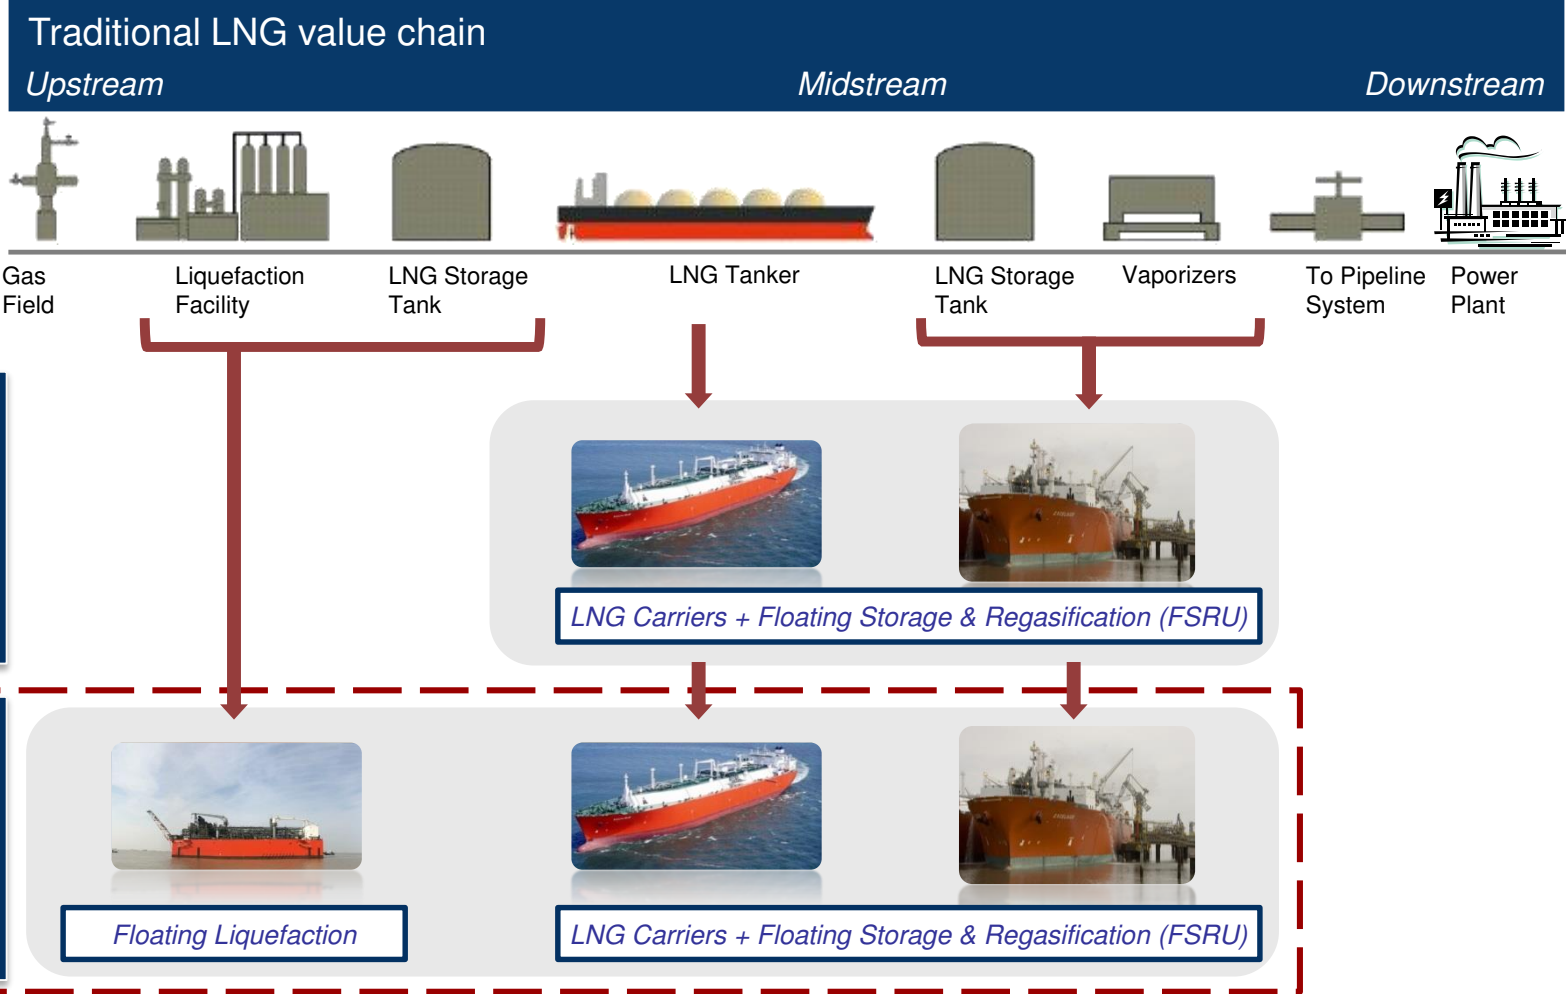 Traditional LNG value chain
Upstream Midstream Downstream
Gas Field
Liquefaction Facility
LNG Storage Tank
LNG Tanker
LNG Storage Tank
Vaporizers
To Pipeline System
Power Plant
LNG Carriers + Floating Storage & Regasification (FSRU)
Floating Liquefaction
LNG Carriers + Floating Storage & Regasification (FSRU)